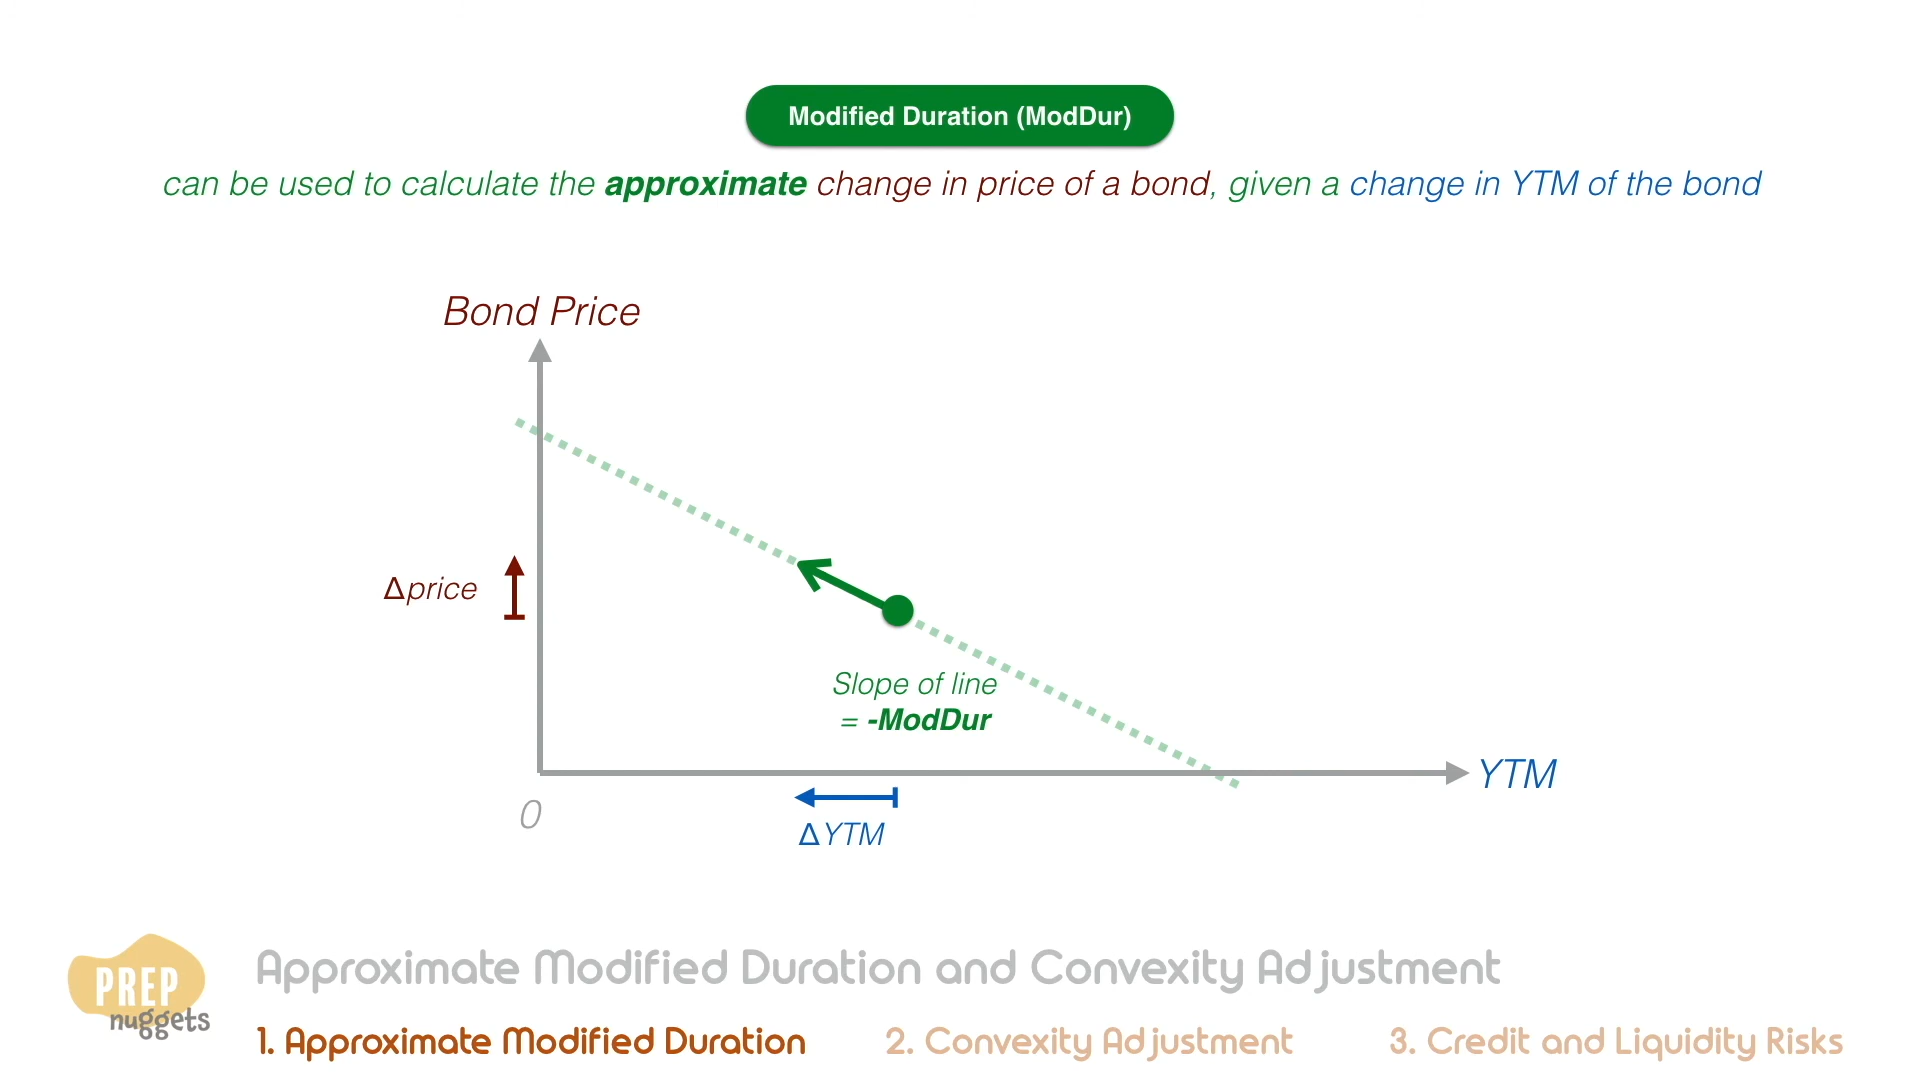 Modified Duration (ModDur)
can be used to calculate the approximate change in price of a bond, given a change in YTM of the bond
Bond Price
Δprice
Slope of line
= -ModDur
YTM
0
ΔYTM
PREP
nuggets
Approximate Modified Duration and Convexity Adjustment
1. Approximate Modified Duration
2. Convexity Adjustment
3. Credit and Liquidity Risks